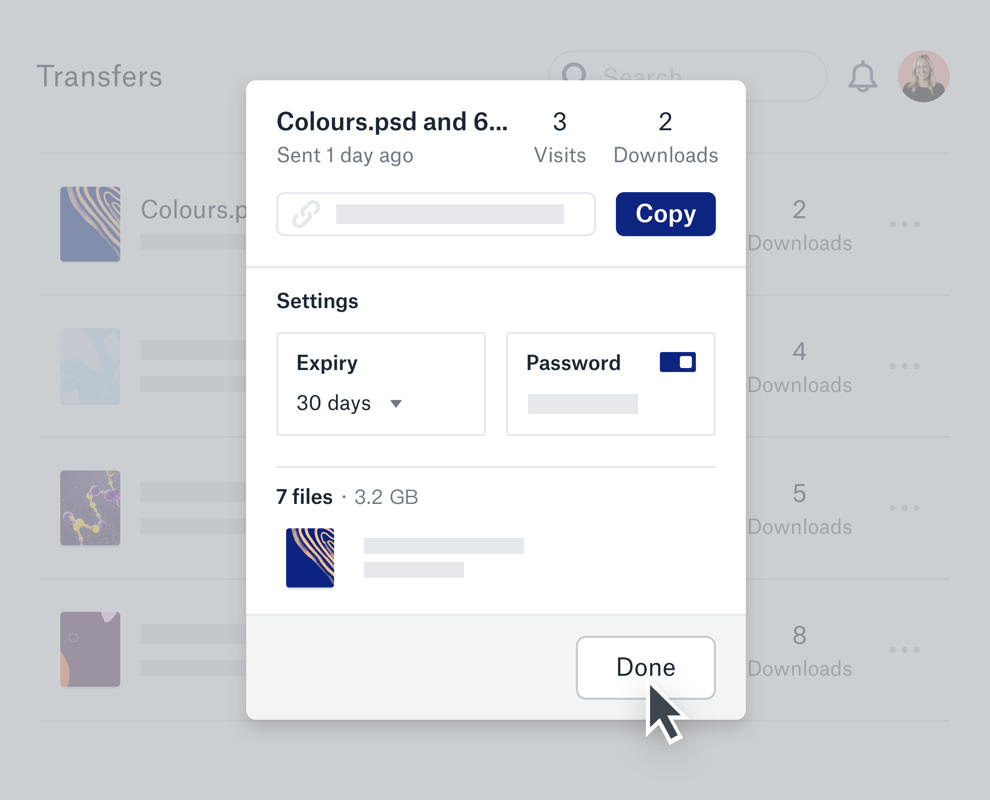 Transfers
Search
Colours.psd and 6...
3
2
Sent 1 day ago
Visits
Downloads
Copy
Colours.p
2
Downloads
Settings
Expiry
Password
30 days
4
Downloads
7 files · 3.2 GB
5
Downloads
Done
8
Downloads